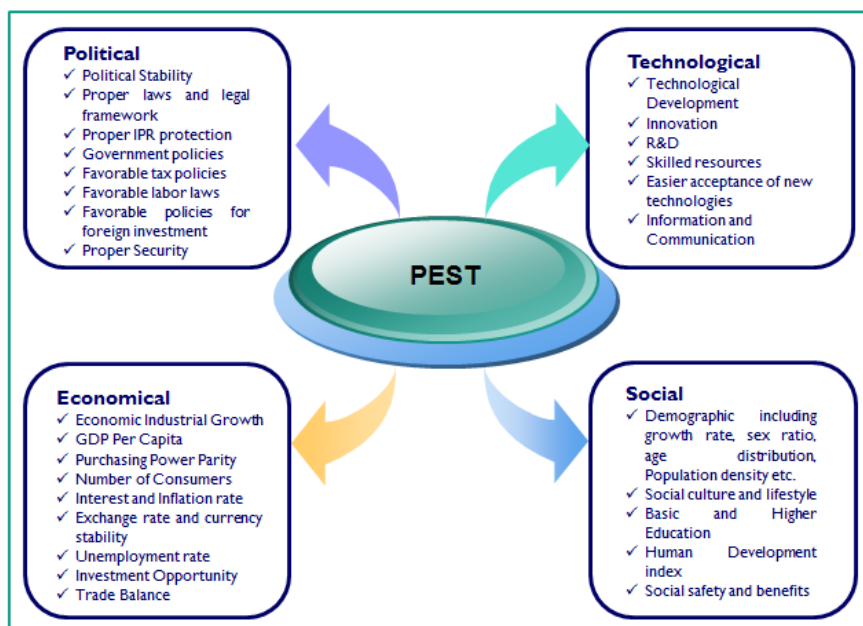 Political
✓ Political Stability
✓ Proper laws and legal
framework
✓ Proper IPR protection
✓ Government policies
✓ Favorable tax policies
✓ Favorable labor laws
✓ Favorable policies for
foreign investment
✓ Proper Security
Technological
✓ Technological
Development
✓ Innovation
✓ R&D
✓ Skilled resources
✓ Easier acceptance of new
technologies
✓ Information and
Communication
PEST
Economical
✓ Economic Industrial Growth
✓ GDP Per Capita
✓ Purchasing Power Parity
✓ Number of Consumers
✓ Interest and Inflation rate
✓ Exchange rate and currency
stability
✓ Unemployment rate
✓ Investment Opportunity
✓ Trade Balance
Social
✓ Demographic including
growth rate, sex ratio,
age distribution,
Population density etc.
✓ Social culture and lifestyle
✓ Basic and Higher
Education
✓ Human Development
index
✓ Social safety and benefits